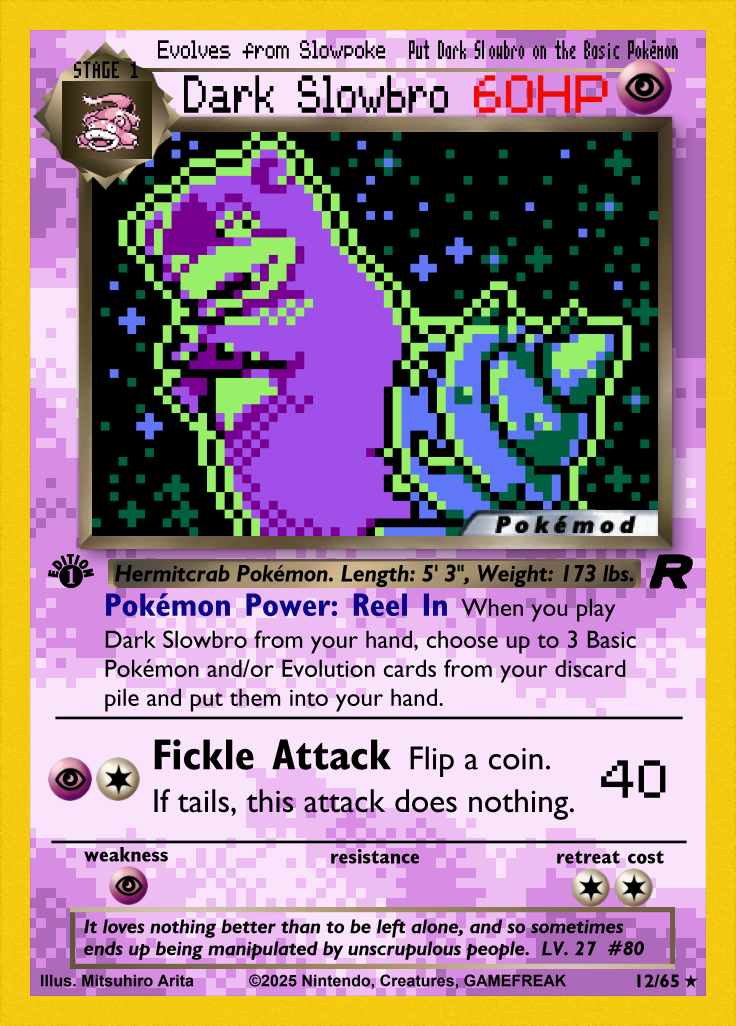 Evolves from Slowpoke Put Dark Slowbro on the Basic Pokémon
STAGE 1
Dark Slowbro 60HP
Pokémod
EDITION
1
Hermitcrab Pokémon. Length: 5' 3", Weight: 173 lbs.
R
Pokémon Power: Reel In When you play
Dark Slowbro from your hand, choose up to 3 Basic
Pokémon and/or Evolution cards from your discard
pile and put them into your hand.
Fickle Attack Flip a coin.
If tails, this attack does nothing.
40
weakness resistance retreat cost
It loves nothing better than to be left alone, and so sometimes
ends up being manipulated by unscrupulous people. LV. 27 #80
Illus. Mitsuhiro Arita ©2025 Nintendo, Creatures, GAMEFREAK 12/65 ★